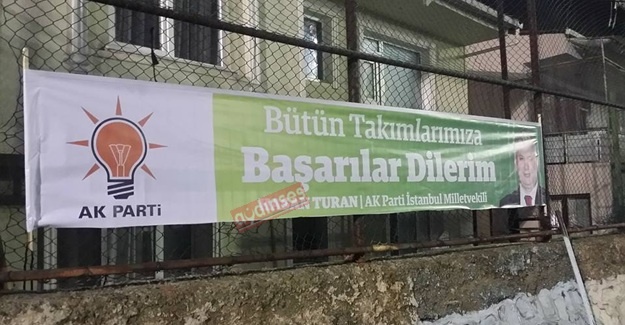 AK PARTİ
Bütün Takımlarımıza
Başarılar Dilerim
TURAN | AK Parti İstanbul Milletvekili